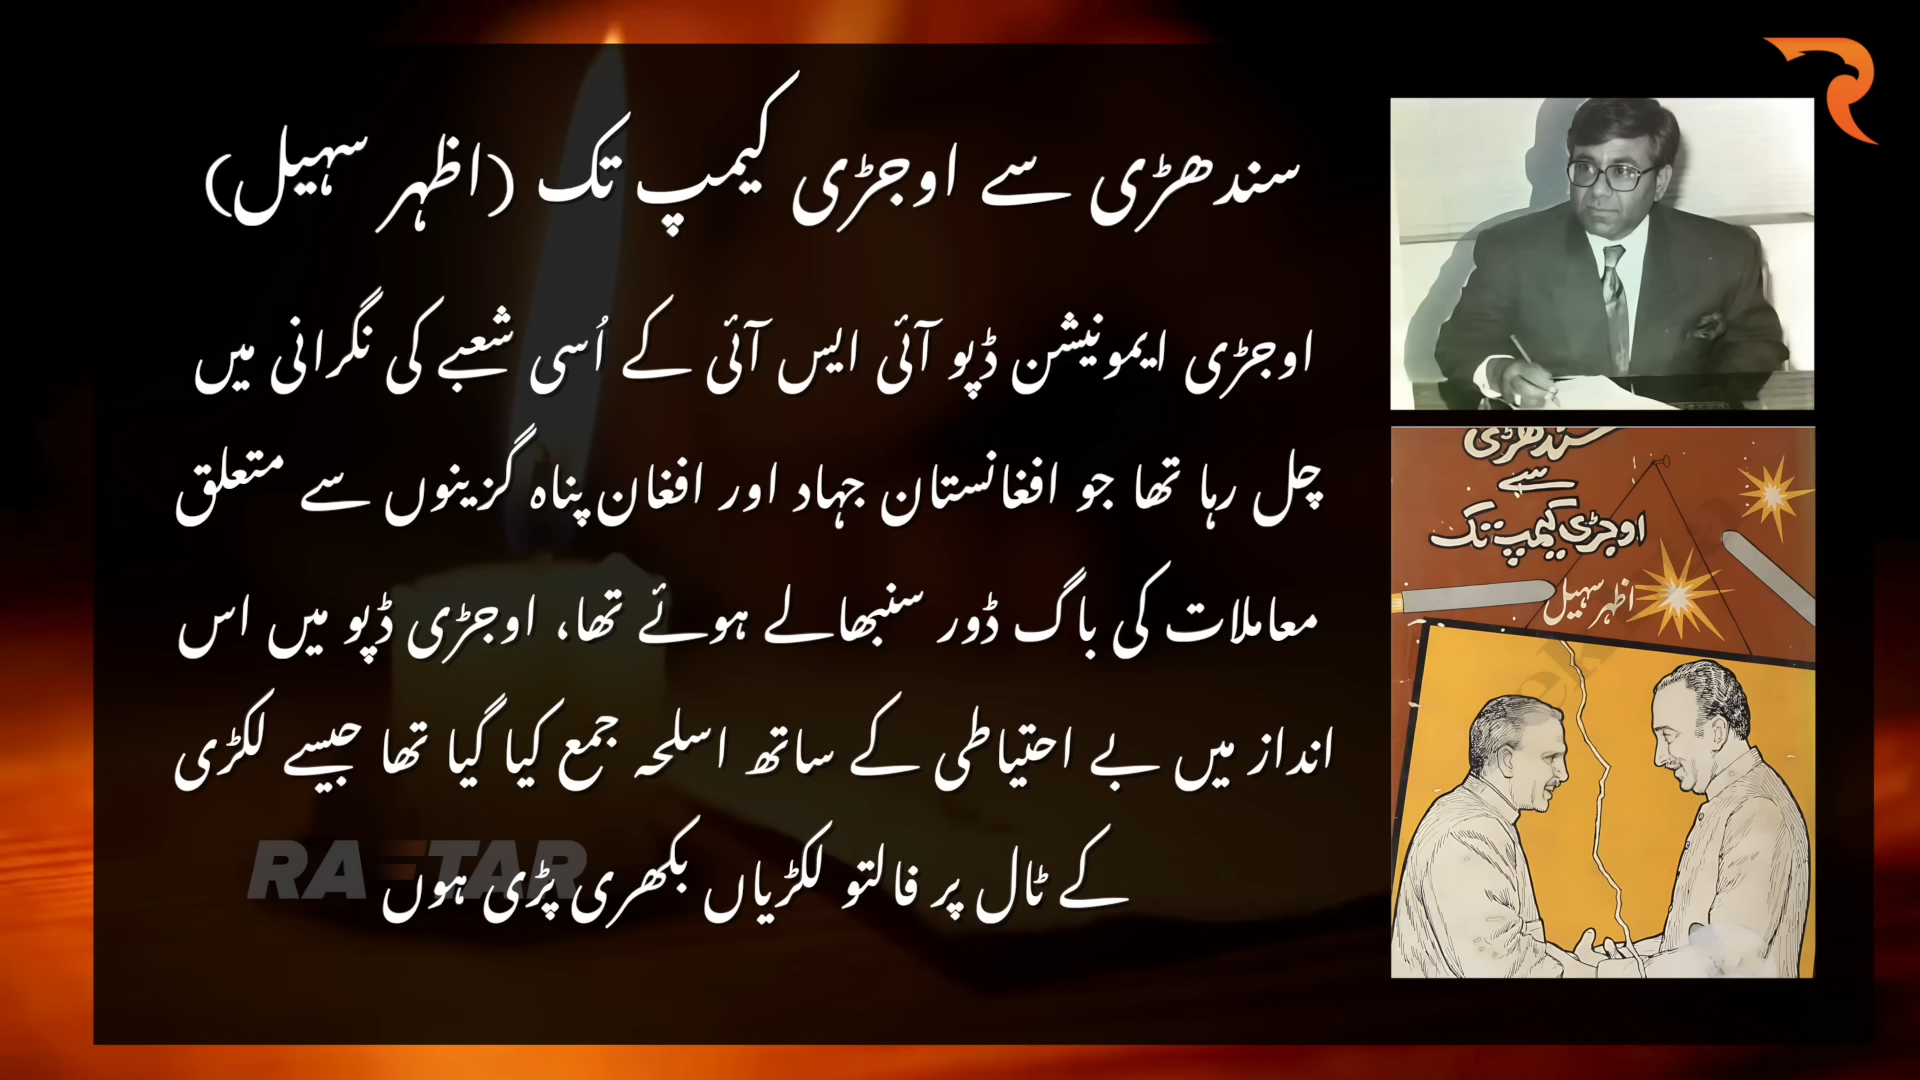 سندھڑی سے اوجڑی کیمپ تک (اظہر سہیل)
اوجڑی ایمونیشن ڈپو آئی ایس آئی کے اُسی شعبے کی نگرانی میں
چل رہا تھا جو افغانستان جہاد اور افغان پناہ گزینوں سے متعلق
معاملات کی باگ ڈور سنبھالے ہوئے تھا، اوجڑی ڈپو میں اس
انداز میں بے احتیاطی کے ساتھ اسلحہ جمع کیا گیا تھا جیسے لکڑی
کے ٹال پر فالتو لکڑیاں بکھری پڑی ہوں
RAFTAR
سندھڑی
سے
اوجڑی کیمپ تک
اظہر سہیل